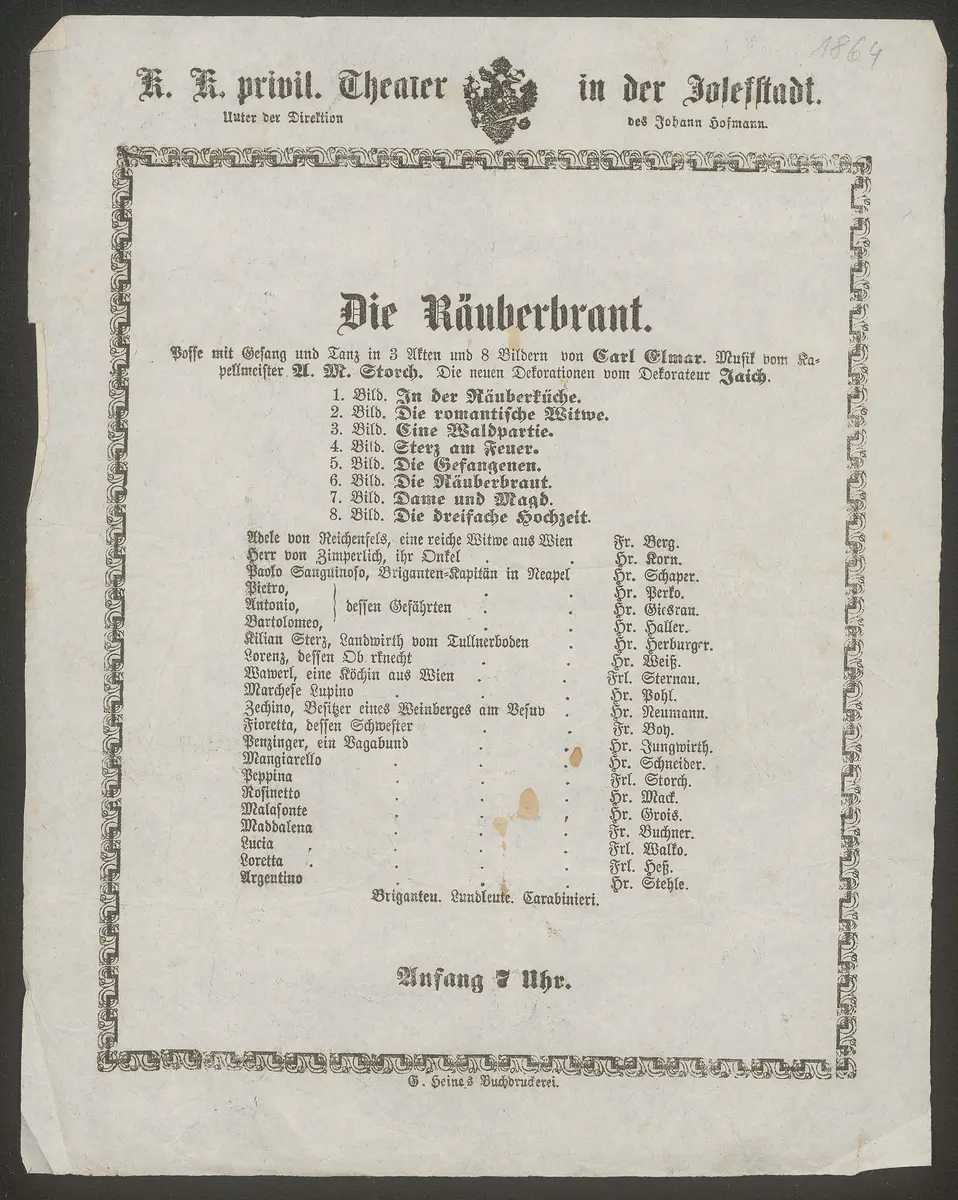 1864
K. K. privil. Theater in der Josefstadt.
Unter der Direktion des Johann Hofmann.
Die Räuberbraut.
Posse mit Gesang und Tanz in 3 Akten und 8 Bildern von Carl Elmar. Musik vom Ka-
pellmeister A. M. Storch. Die neuen Dekorationen vom Dekorateur Jaich.
1. Bild. In der Räuberküche.
2. Bild. Die romantische Witwe.
3. Bild. Eine Waldpartie.
4. Bild. Sterz am Feuer.
5. Bild. Die Gefangenen.
6. Bild. Die Räuberbraut.
7. Bild. Dame und Magd.
8. Bild. Die dreifache Hochzeit.
Adele von Reichenfels, eine reiche Witwe aus Wien Fr. Berg.
Herr von Zimperlich, ihr Onkel . . Hr. Korn.
Paolo Sanguinoso, Briganten-Kapitän in Neapel Hr. Schaper.
Pietro, . . Hr. Perko.
Antonio, } dessen Gefährten . . Hr. Giesrau.
Bartolomeo, . . Hr. Haller.
Kilian Sterz, Landwirth vom Tullnerboden . Hr. Herburger.
Lorenz, dessen Ob rknecht . . Hr. Weiß.
Wawerl, eine Köchin aus Wien . . Frl. Sternau.
Marchese Lupino . . . Hr. Pohl.
Zechino, Besitzer eines Weinberges am Vesuv . Hr. Neumann.
Fioretta, dessen Schwester . . Fr. Boy.
Penzinger, ein Vagabund . . Hr. Jungwirth.
Mangiarello . . . Hr. Schneider.
Peppina . . . Frl. Storch.
Rosinetto . . . Hr. Mack.
Malafonte . . . Hr. Grois.
Maddalena . . . Fr. Buchner.
Lucia . . . . Frl. Walko.
Loretta . . . . Frl. Heß.
Argentino . . . Hr. Stehle.
Briganten. Lundleute. Carabinieri.
Anfang 7 Uhr.
G. Heine's Buchdruckerei.